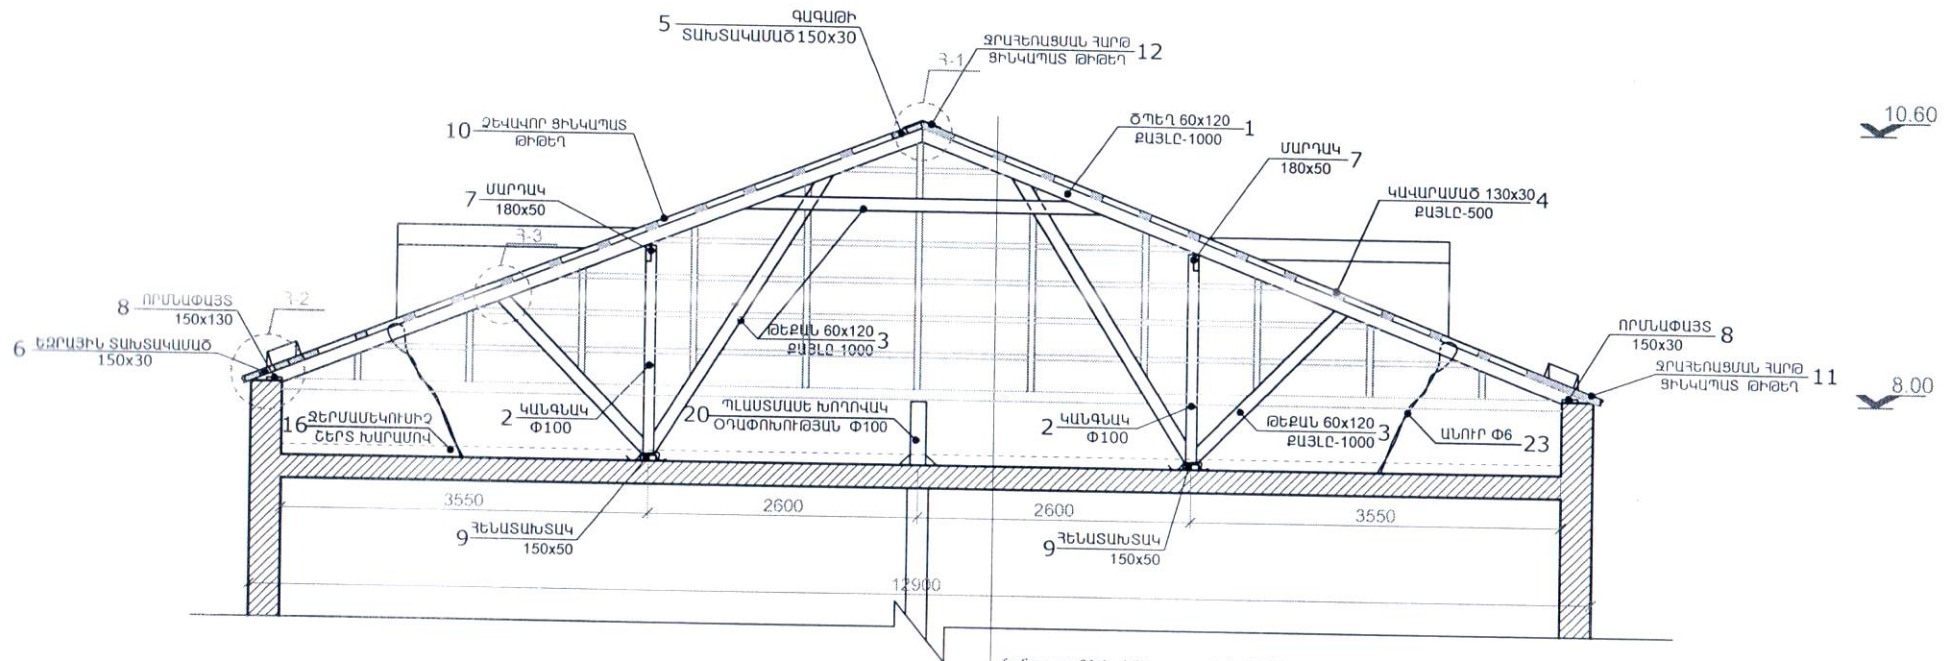 5 ԳԱԳԱԹԻ
ՏԱԽՏԱԿԱՄԱԾ 150x30
ՋՐԱՀԵՌԱՑՄԱՆ ՀԱՐԹ 12
ՑԻՆԿԱՊԱՏ ԹԻԹԵՂ
Հ-1
10.60
10 ՁԵՎԱՎՈՐ ՑԻՆԿԱՊԱՏ
ԹԻԹԵՂ
ԾՊԵՂ 60x120 1
ՔԱՅԼԸ-1000
ՄԱՐԴԱԿ 7
180x50
7 ՄԱՐԴԱԿ
180x50
ԿԱՎԱՐԱՄԱԾ 130x30 4
ՔԱՅԼԸ-500
Հ-3
Հ-2
8 ՈՐՄՆԱՓԱՅՏ
150x130
6 ԵԶՐԱՅԻՆ ՏԱԽՏԱԿԱՄԱԾ
150x30
ԹԵՔԱՆ 60x120 3
ՔԱՅԼԸ 1000
ՈՐՄՆԱՓԱՅՏ 8
150x30
ՋՐԱՀԵՌԱՑՄԱՆ ՀԱՐԹ 11
ՑԻՆԿԱՊԱՏ ԹԻԹԵՂ
8.00
16 ՋԵՐՄԱՄԵԿՈՒՍԻՉ
ՇԵՐՏ ԽԱՐԱՄՈՎ
2 ԿԱՆԳՆԱԿ
Փ100
20 ՊԼԱՍՏՄԱՍԵ ԽՈՂՈՎԱԿ
ՕԴԱՓՈԽՈՒԹՅԱՆ Փ100
2 ԿԱՆԳՆԱԿ
Փ100
ԹԵՔԱՆ 60x120 3
ՔԱՅԼԸ-1000
ԱՆՈՒՐ Փ6 23
3550
2600
2600
3550
9 ՀԵՆԱՏԱԽՏԱԿ
150x50
9 ՀԵՆԱՏԱԽՏԱԿ
150x50
12900